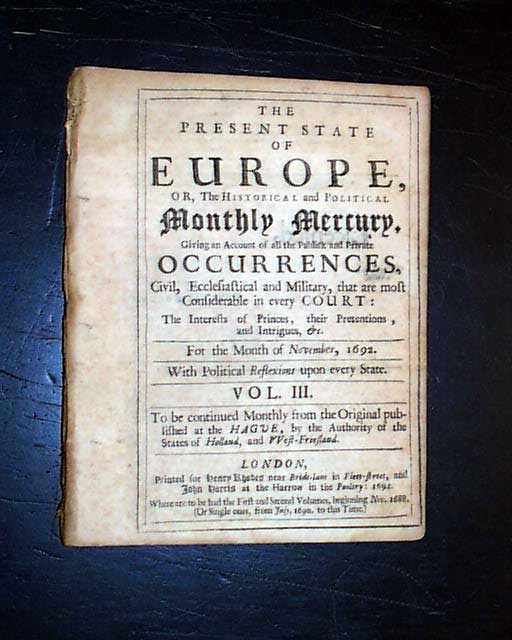 THE
PRESENT STATE
OF
EUROPE,
OR, The HISTORICAL and POLITICAL
Monthly Mercury,
Giving an Account of all the Publick and Private
OCCURRENCES,
Civil, Ecclesiastical and Military, that are most
Considerable in every COURT:
The Interests of Princes, their Pretentions,
and Intrigues, &c.
For the Month of November, 1692.
With Political Reflexions upon every State.
VOL. III.
To be continued Monthly from the Original pub-
lished at the HAGUE, by the Authority of the
States of Holland, and West-Friesland.
LONDON,
Printed for Henry Rhodes near Bride-lane in Fleet-street, and
John Harris at the Harrow in the Poultry: 1692.
Where are to be had the First and Second Volumes, beginning Nov. 1688.
(Or Single ones, from July, 1690. to this Time.)